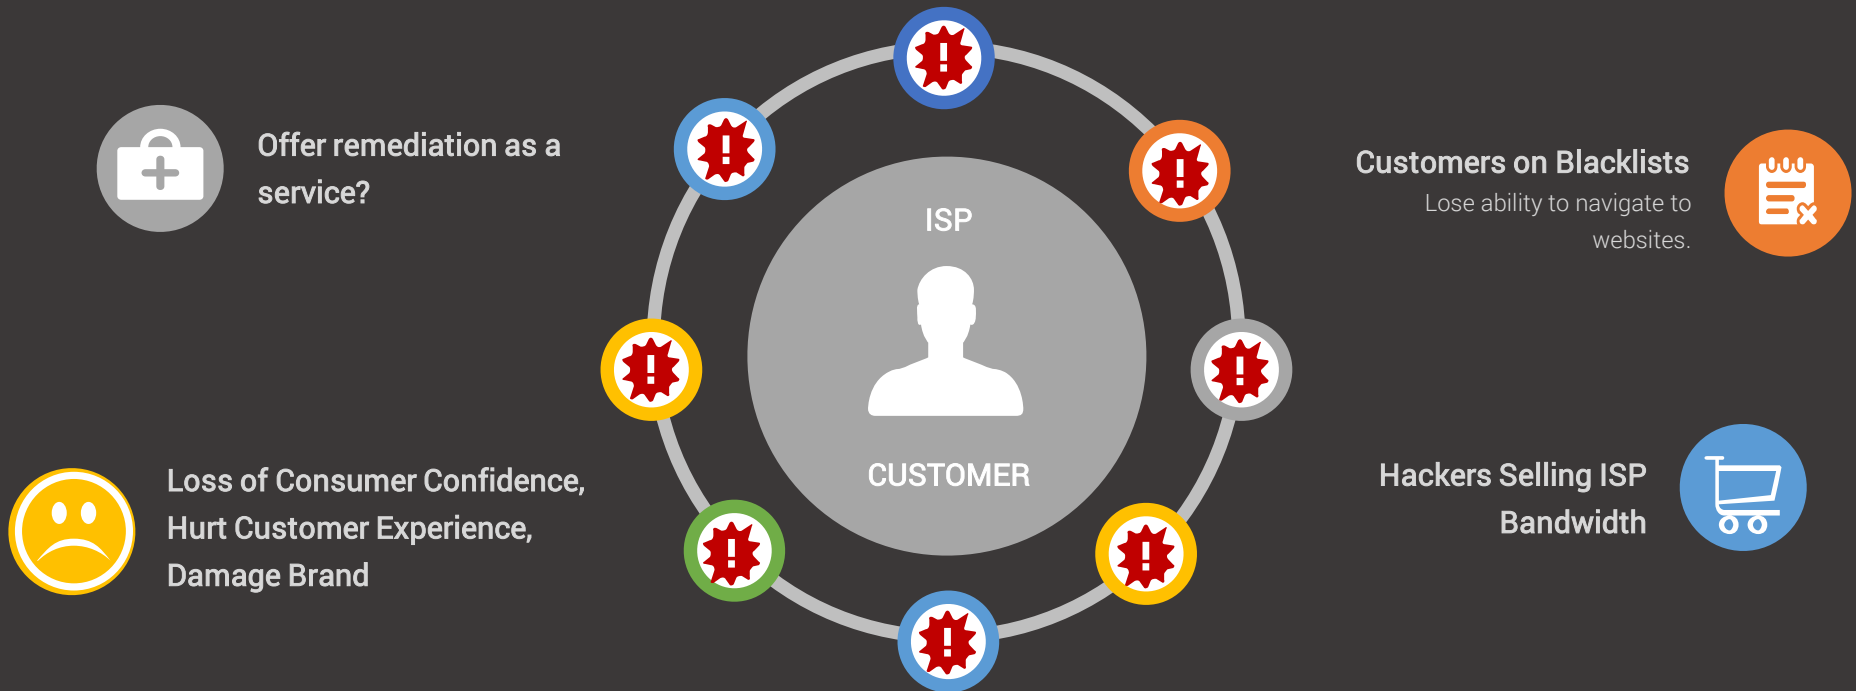 Offer remediation as a
service?
Loss of Consumer Confidence,
Hurt Customer Experience,
Damage Brand
ISP
CUSTOMER
Customers on Blacklists
Lose ability to navigate to
websites.
Hackers Selling ISP
Bandwidth